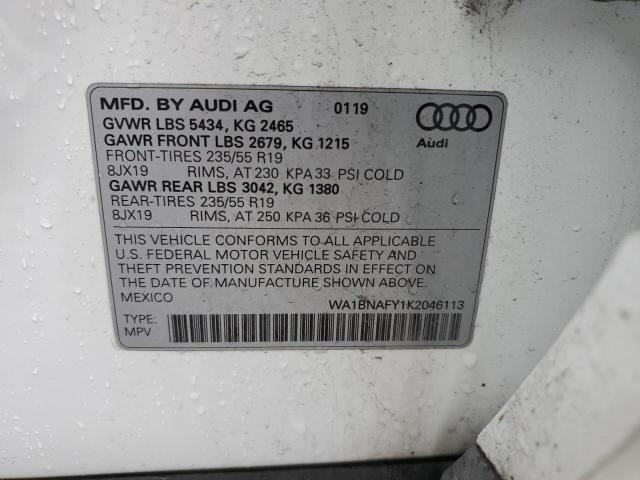 MFD. BY AUDI AG 0119
GVWR LBS 5434, KG 2465
GAWR FRONT LBS 2679, KG 1215
Audi
FRONT-TIRES 235/55 R19
8JX19 RIMS, AT 230 KPA 33 PSI COLD
GAWR REAR LBS 3042, KG 1380
REAR-TIRES 235/55 R19
8JX19 RIMS, AT 250 KPA 36 PSI COLD
THIS VEHICLE CONFORMS TO ALL APPLICABLE
U.S. FEDERAL MOTOR VEHICLE SAFETY AND
THEFT PREVENTION STANDARDS IN EFFECT ON
THE DATE OF MANUFACTURE SHOWN ABOVE.
MEXICO WA1BNAFY1K2046113
TYPE:
MPV